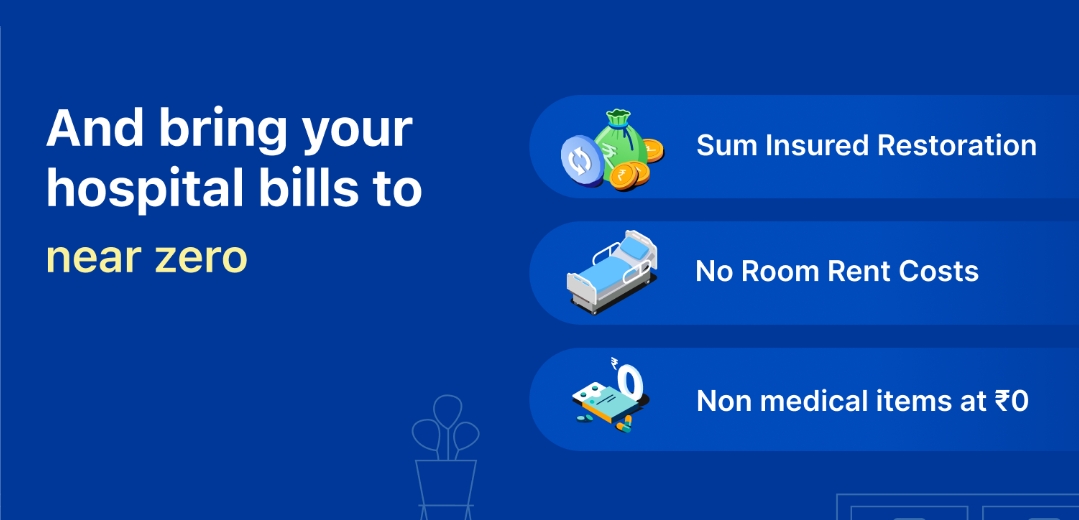 And bring your
hospital bills to
near zero
Sum Insured Restoration
No Room Rent Costs
Non medical items at ₹0